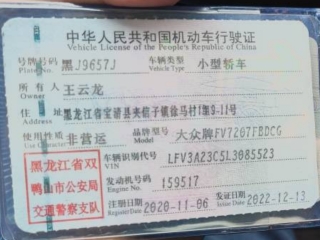 中华人民共和国机动车行驶证
Vehicle License of the People's Republic of China
号牌号码 黑J9657J 车辆类型 小型轿车
Plate No. Vehicle Type
所有人 王云龙
Owner
住址 黑龙江省宝清县夹信子镇徐马村1第9-11号
Address
使用性质 非营运 品牌型号 大众牌FV7207FBDCG
Use Character Model
黑龙江省双鸭山市公安局交通警察支队
车辆识别代号 LFV3A23C5L3085523
VIN
发动机号码 159517
Engine No.
注册日期 2020-11-06 发证日期 2022-12-13
Register Date Issue Date